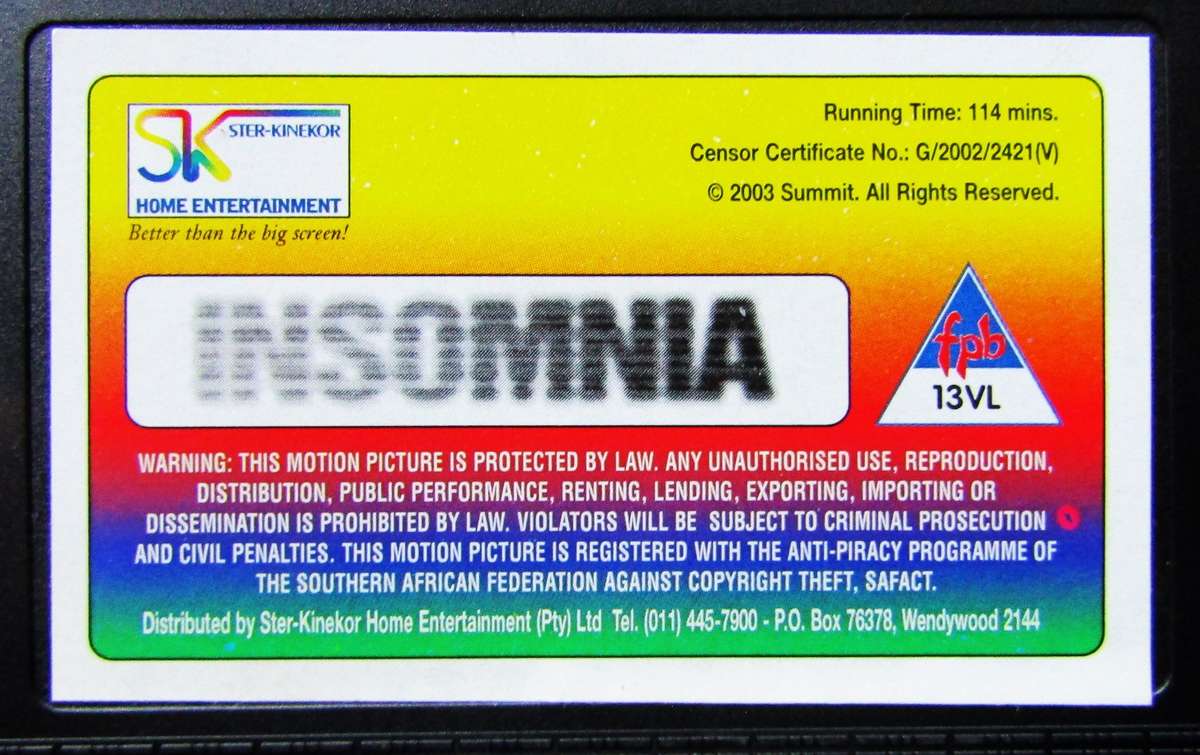 SK STER-KINEKOR
HOME ENTERTAINMENT
Better than the big screen!
Running Time: 114 mins.
Censor Certificate No.: G/2002/2421(V)
© 2003 Summit. All Rights Reserved.
INSOMNIA
fpb
13VL
WARNING: THIS MOTION PICTURE IS PROTECTED BY LAW. ANY UNAUTHORISED USE, REPRODUCTION,
DISTRIBUTION, PUBLIC PERFORMANCE, RENTING, LENDING, EXPORTING, IMPORTING OR
DISSEMINATION IS PROHIBITED BY LAW. VIOLATORS WILL BE SUBJECT TO CRIMINAL PROSECUTION
AND CIVIL PENALTIES. THIS MOTION PICTURE IS REGISTERED WITH THE ANTI-PIRACY PROGRAMME OF
THE SOUTHERN AFRICAN FEDERATION AGAINST COPYRIGHT THEFT, SAFACT.
Distributed by Ster-Kinekor Home Entertainment (Pty) Ltd Tel. (011) 445-7900 - P.O. Box 76378, Wendywood 2144